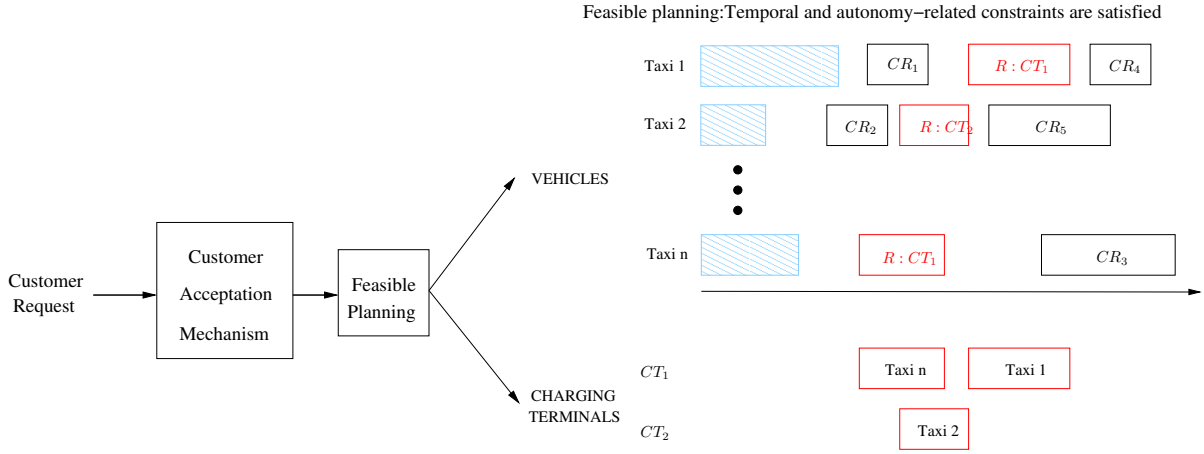 Feasible planning:Temporal and autonomy−related constraints are satisfied
Taxi 1
CR₁
R : CT₁
CR₄
Taxi 2
CR₂
R : CT₂
CR₅
VEHICLES
Taxi n
R : CT₁
CR₃
Customer
Request
Customer
Acceptation
Mechanism
Feasible
Planning
CHARGING
TERMINALS
CT₁
Taxi n
Taxi 1
CT₂
Taxi 2